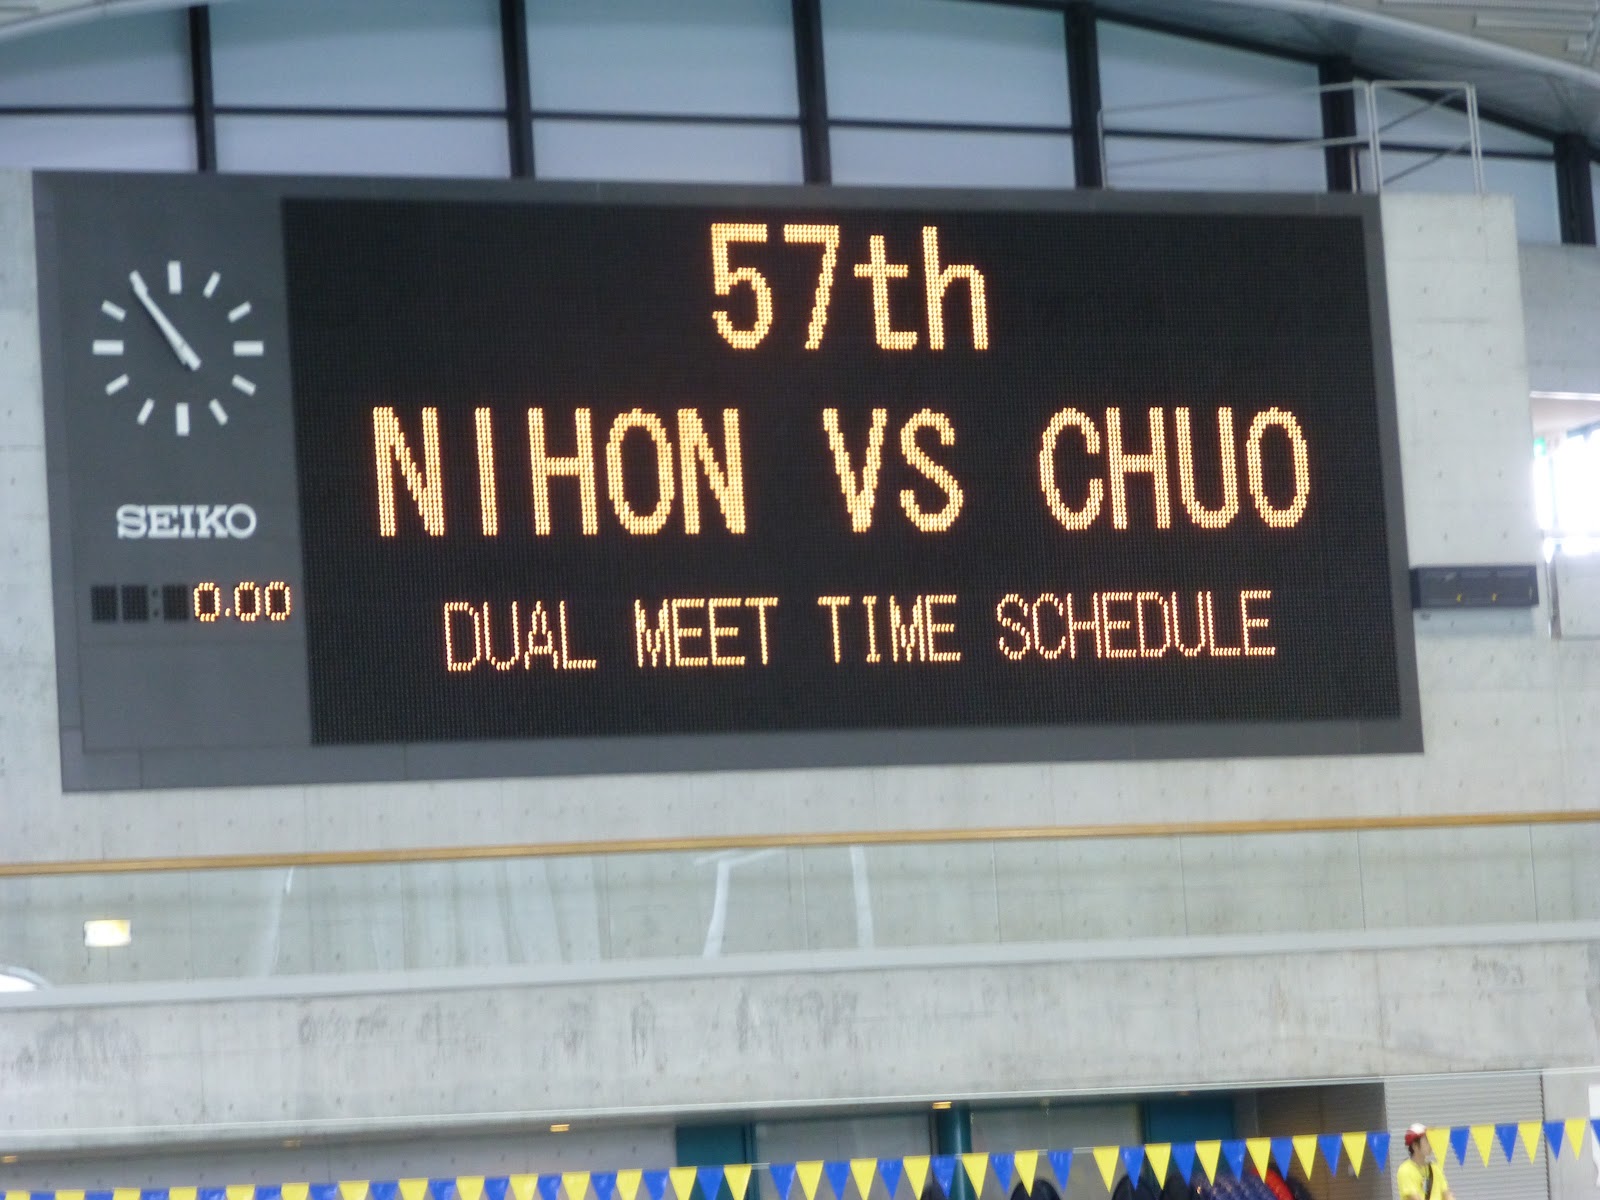 57th
NIHON VS CHUO
DUAL MEET TIME SCHEDULE
SEIKO
0.00